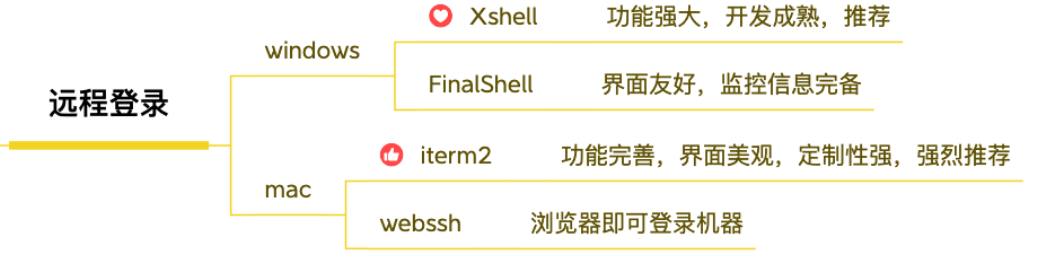 远程登录
windows
Xshell 功能强大，开发成熟，推荐
FinalShell 界面友好，监控信息完备
mac
iterm2 功能完善，界面美观，定制性强，强烈推荐
webssh 浏览器即可登录机器